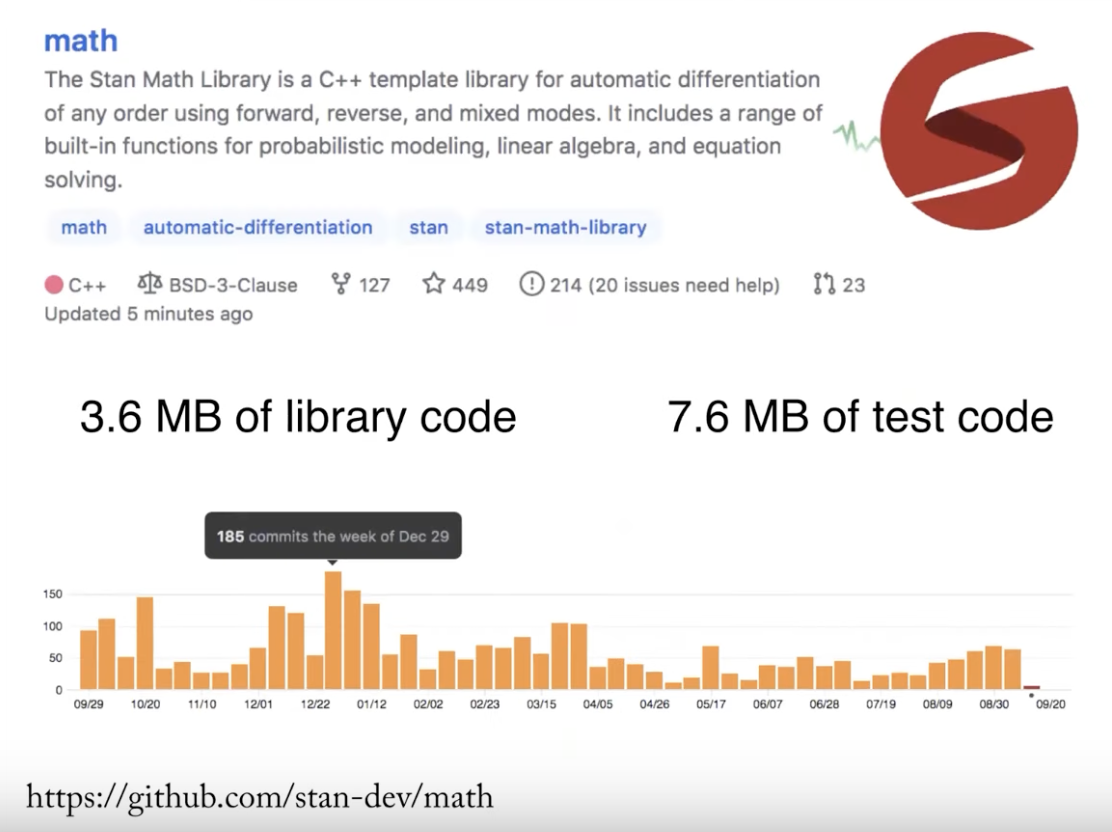 math
The Stan Math Library is a C++ template library for automatic differentiation
of any order using forward, reverse, and mixed modes. It includes a range of
built-in functions for probabilistic modeling, linear algebra, and equation
solving.
math automatic-differentiation stan stan-math-library
C++ BSD-3-Clause 127 449 214 (20 issues need help) 23
Updated 5 minutes ago
3.6 MB of library code 7.6 MB of test code
185 commits the week of Dec 29
150
100
50
0
09/29 10/20 11/10 12/01 12/22 01/12 02/02 02/23 03/15 04/05 04/26 05/17 06/07 06/28 07/19 08/09 08/30 09/20
https://github.com/stan-dev/math